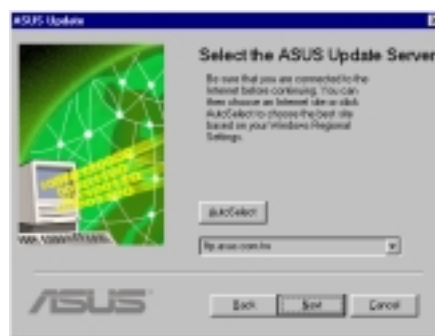 ASUS Update
Select the ASUS Update Server
Be sure that you are connected to the
Internet before continuing. You can
then choose an Internet site or click
AutoSelect to choose the best site
based on your Windows Regional
Settings.
AutoSelect
ftp.asus.com.tw
ASUS
Back
Next
Cancel